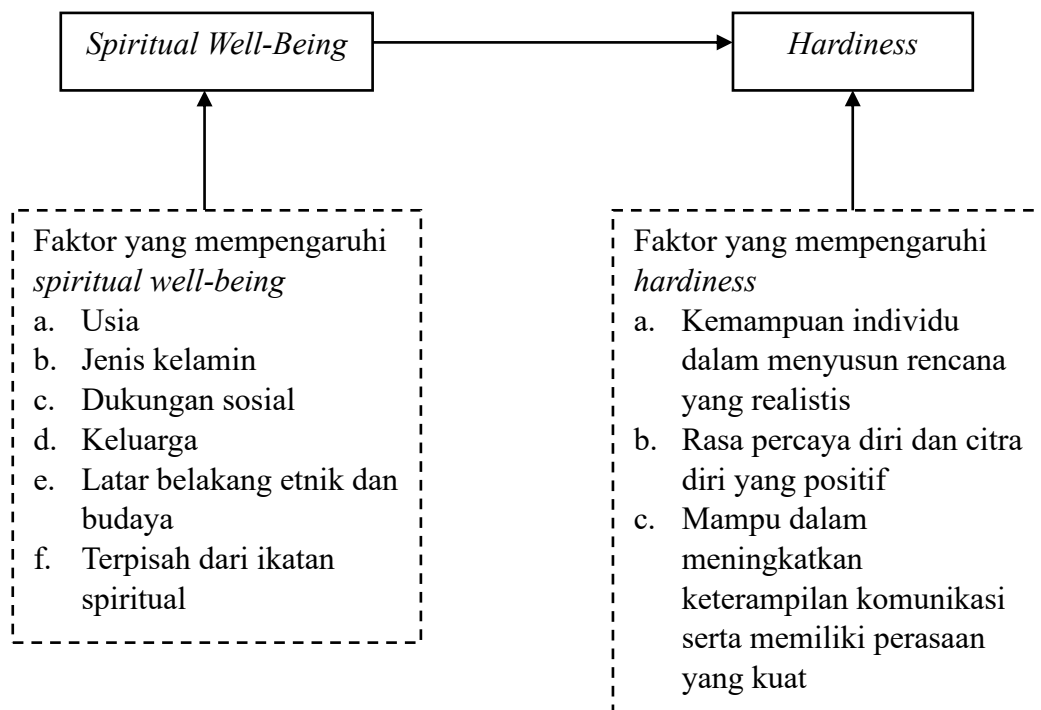 Spiritual Well-Being
Hardiness
Faktor yang mempengaruhi
spiritual well-being
a. Usia
b. Jenis kelamin
c. Dukungan sosial
d. Keluarga
e. Latar belakang etnik dan
budaya
f. Terpisah dari ikatan
spiritual
Faktor yang mempengaruhi
hardiness
a. Kemampuan individu
dalam menyusun rencana
yang realistis
b. Rasa percaya diri dan citra
diri yang positif
c. Mampu dalam
meningkatkan
keterampilan komunikasi
serta memiliki perasaan
yang kuat